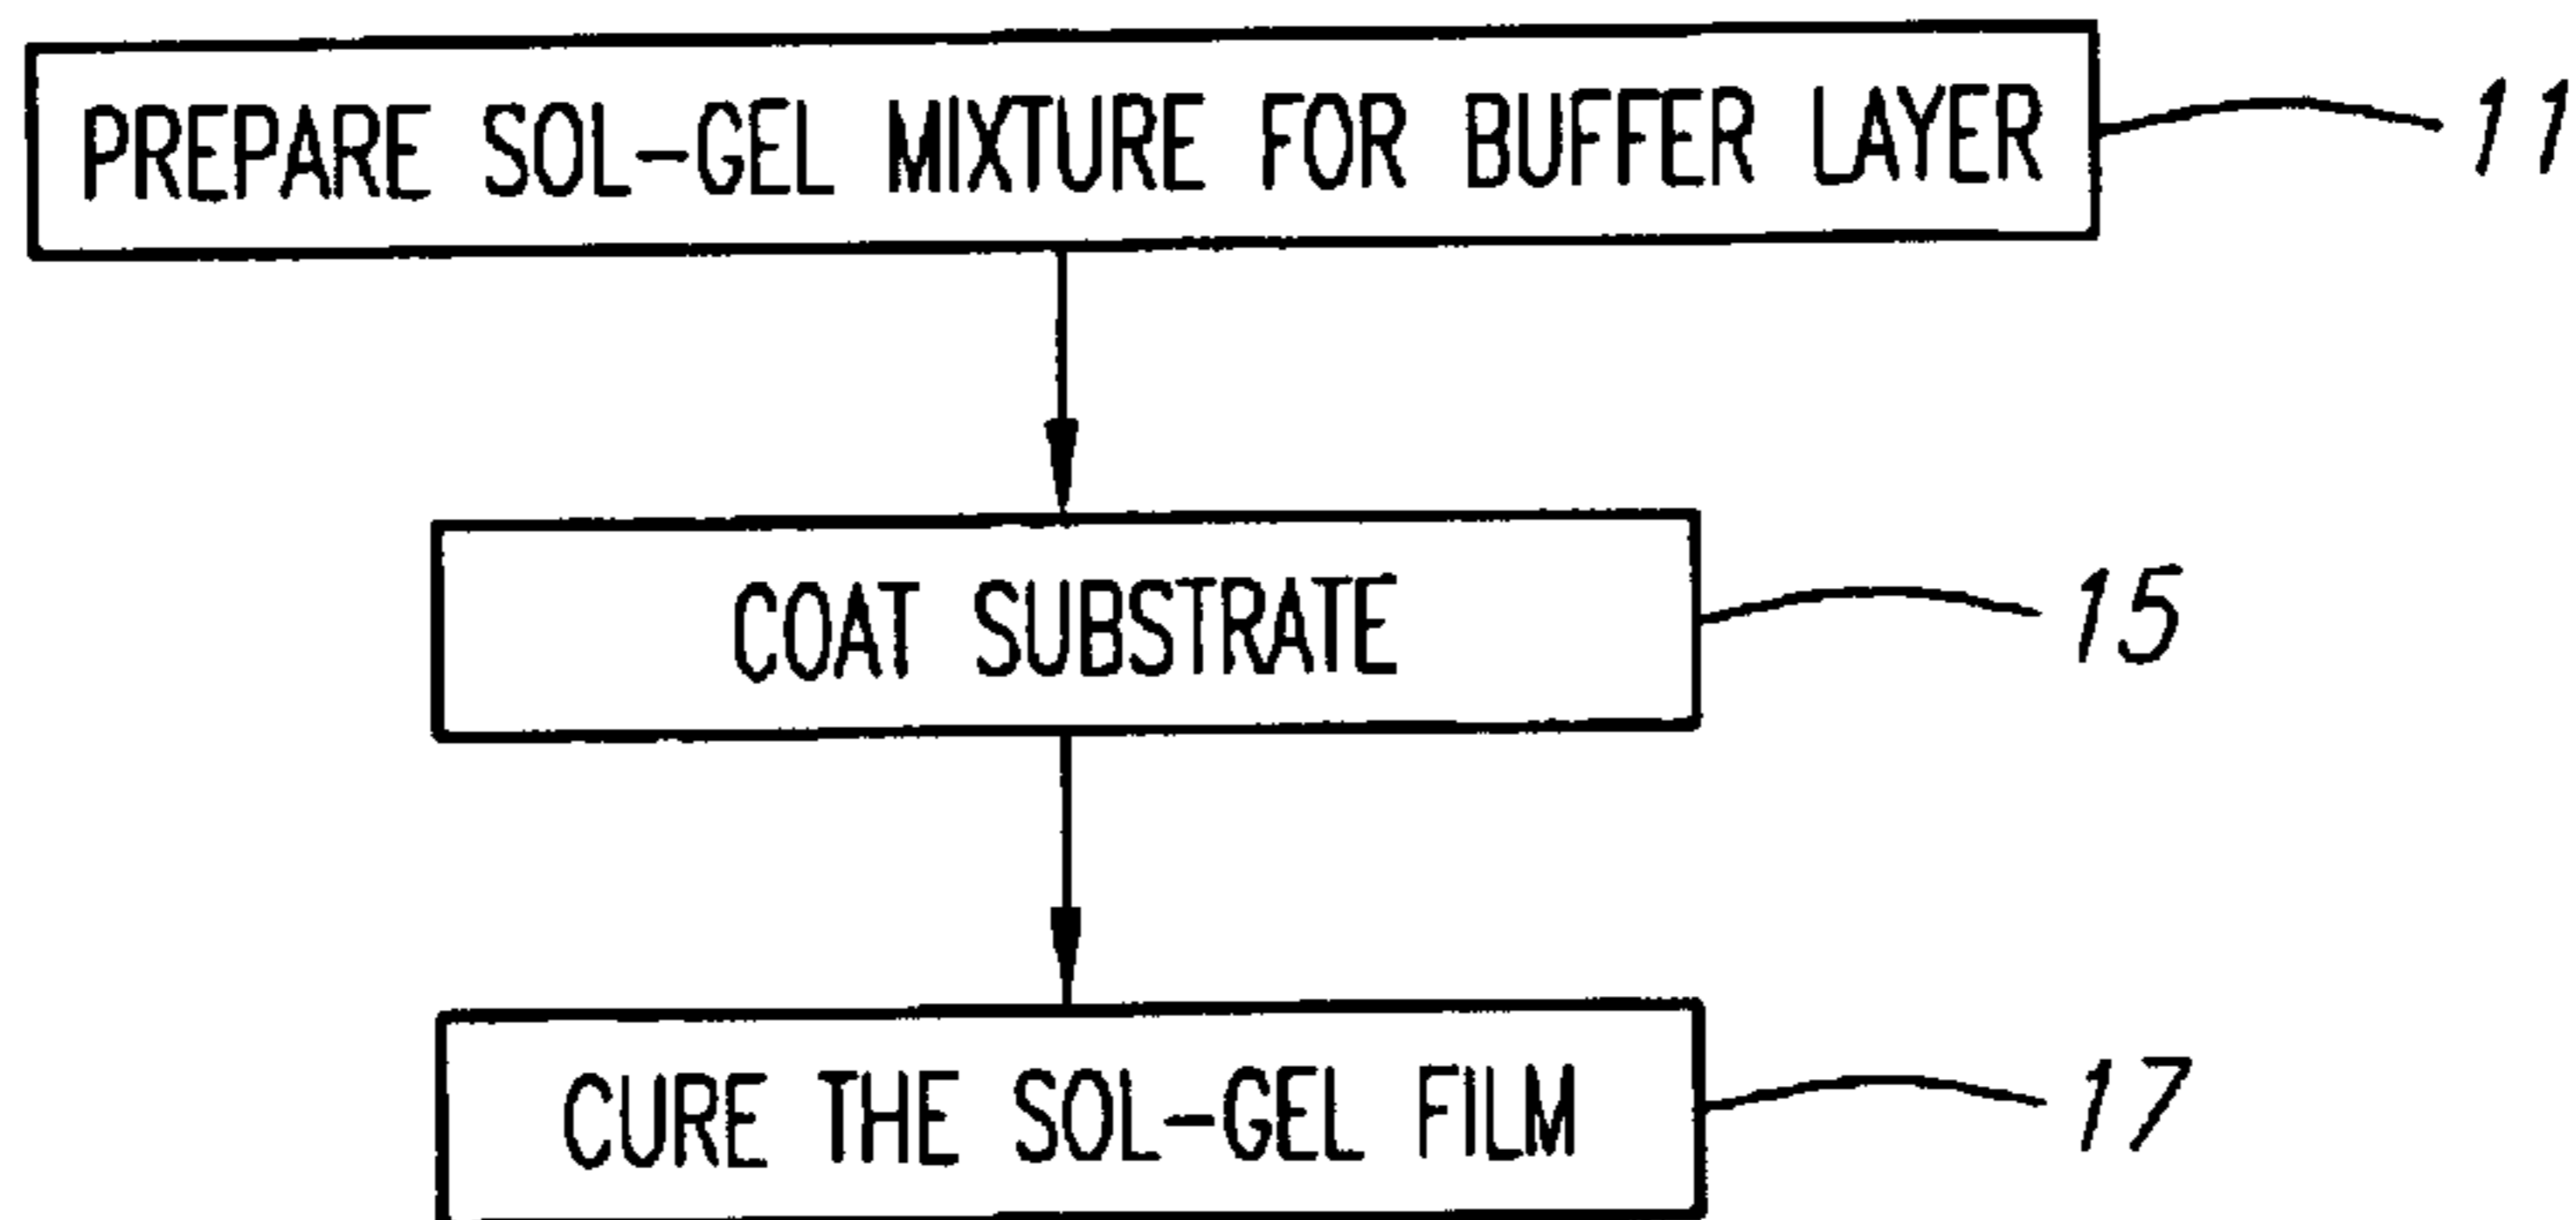 PREPARE SOL-GEL MIXTURE FOR BUFFER LAYER 11
COAT SUBSTRATE 15
CURE THE SOL-GEL FILM 17